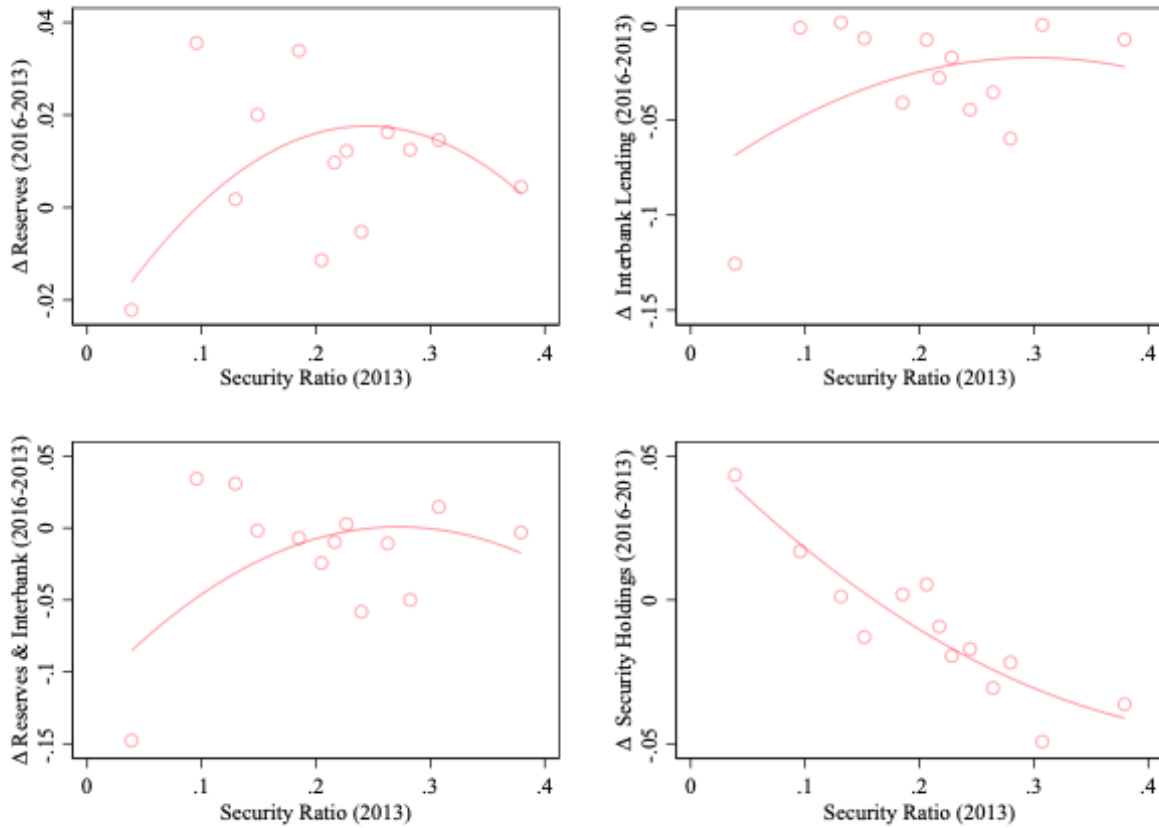 Δ Reserves (2016-2013)
.04
.02
0
-.02
0 .1 .2 .3 .4
Security Ratio (2013)
Δ Interbank Lending (2016-2013)
0
-.05
-.1
-.15
0 .1 .2 .3 .4
Security Ratio (2013)
Δ Reserves & Interbank (2016-2013)
.05
0
-.05
-.1
-.15
0 .1 .2 .3 .4
Security Ratio (2013)
Δ Security Holdings (2016-2013)
.05
0
-.05
0 .1 .2 .3 .4
Security Ratio (2013)